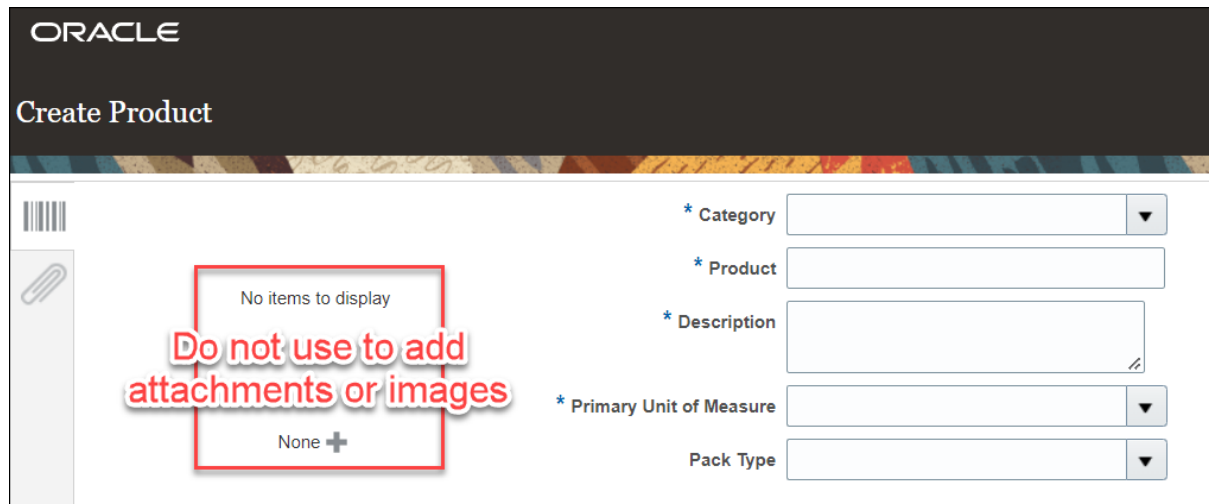 ORACLE
Create Product
* Category
* Product
No items to display
* Description
Do not use to add
attachments or images
* Primary Unit of Measure
None
Pack Type